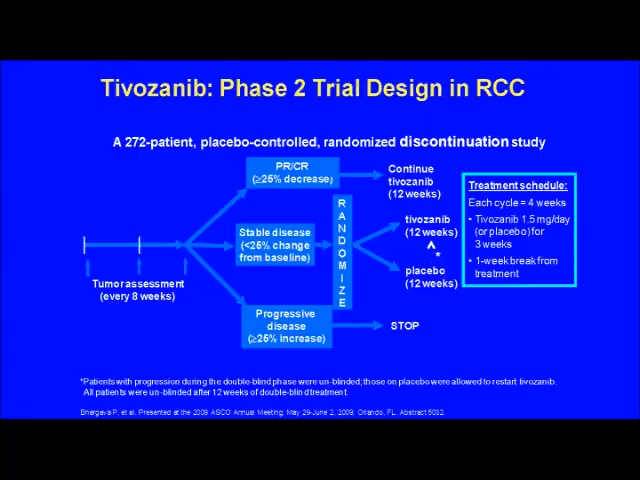 Tivozanib: Phase 2 Trial Design in RCC
A 272-patient, placebo-controlled, randomized discontinuation study
PR/CR
(≥25% decrease)
Continue
tivozanib
(12 weeks)
Stable disease
(<25% change
from baseline)
RANDOMIZE
tivozanib
(12 weeks)
^
*
placebo
(12 weeks)
Treatment schedule:
Each cycle = 4 weeks
• Tivozanib 1.5 mg/day
(or placebo) for
3 weeks
• 1-week break from
treatment
Tumor assessment
(every 8 weeks)
Progressive
disease
(≥25% increase)
STOP
*Patients with progression during the double-blind phase were un-blinded; those on placebo were allowed to restart tivozanib.
All patients were un-blinded after 12 weeks of double-blind treatment.
Bhargava P, et al. Presented at the 2009 ASCO Annual Meeting; May 29-June 2, 2009; Orlando, FL. Abstract 5032.